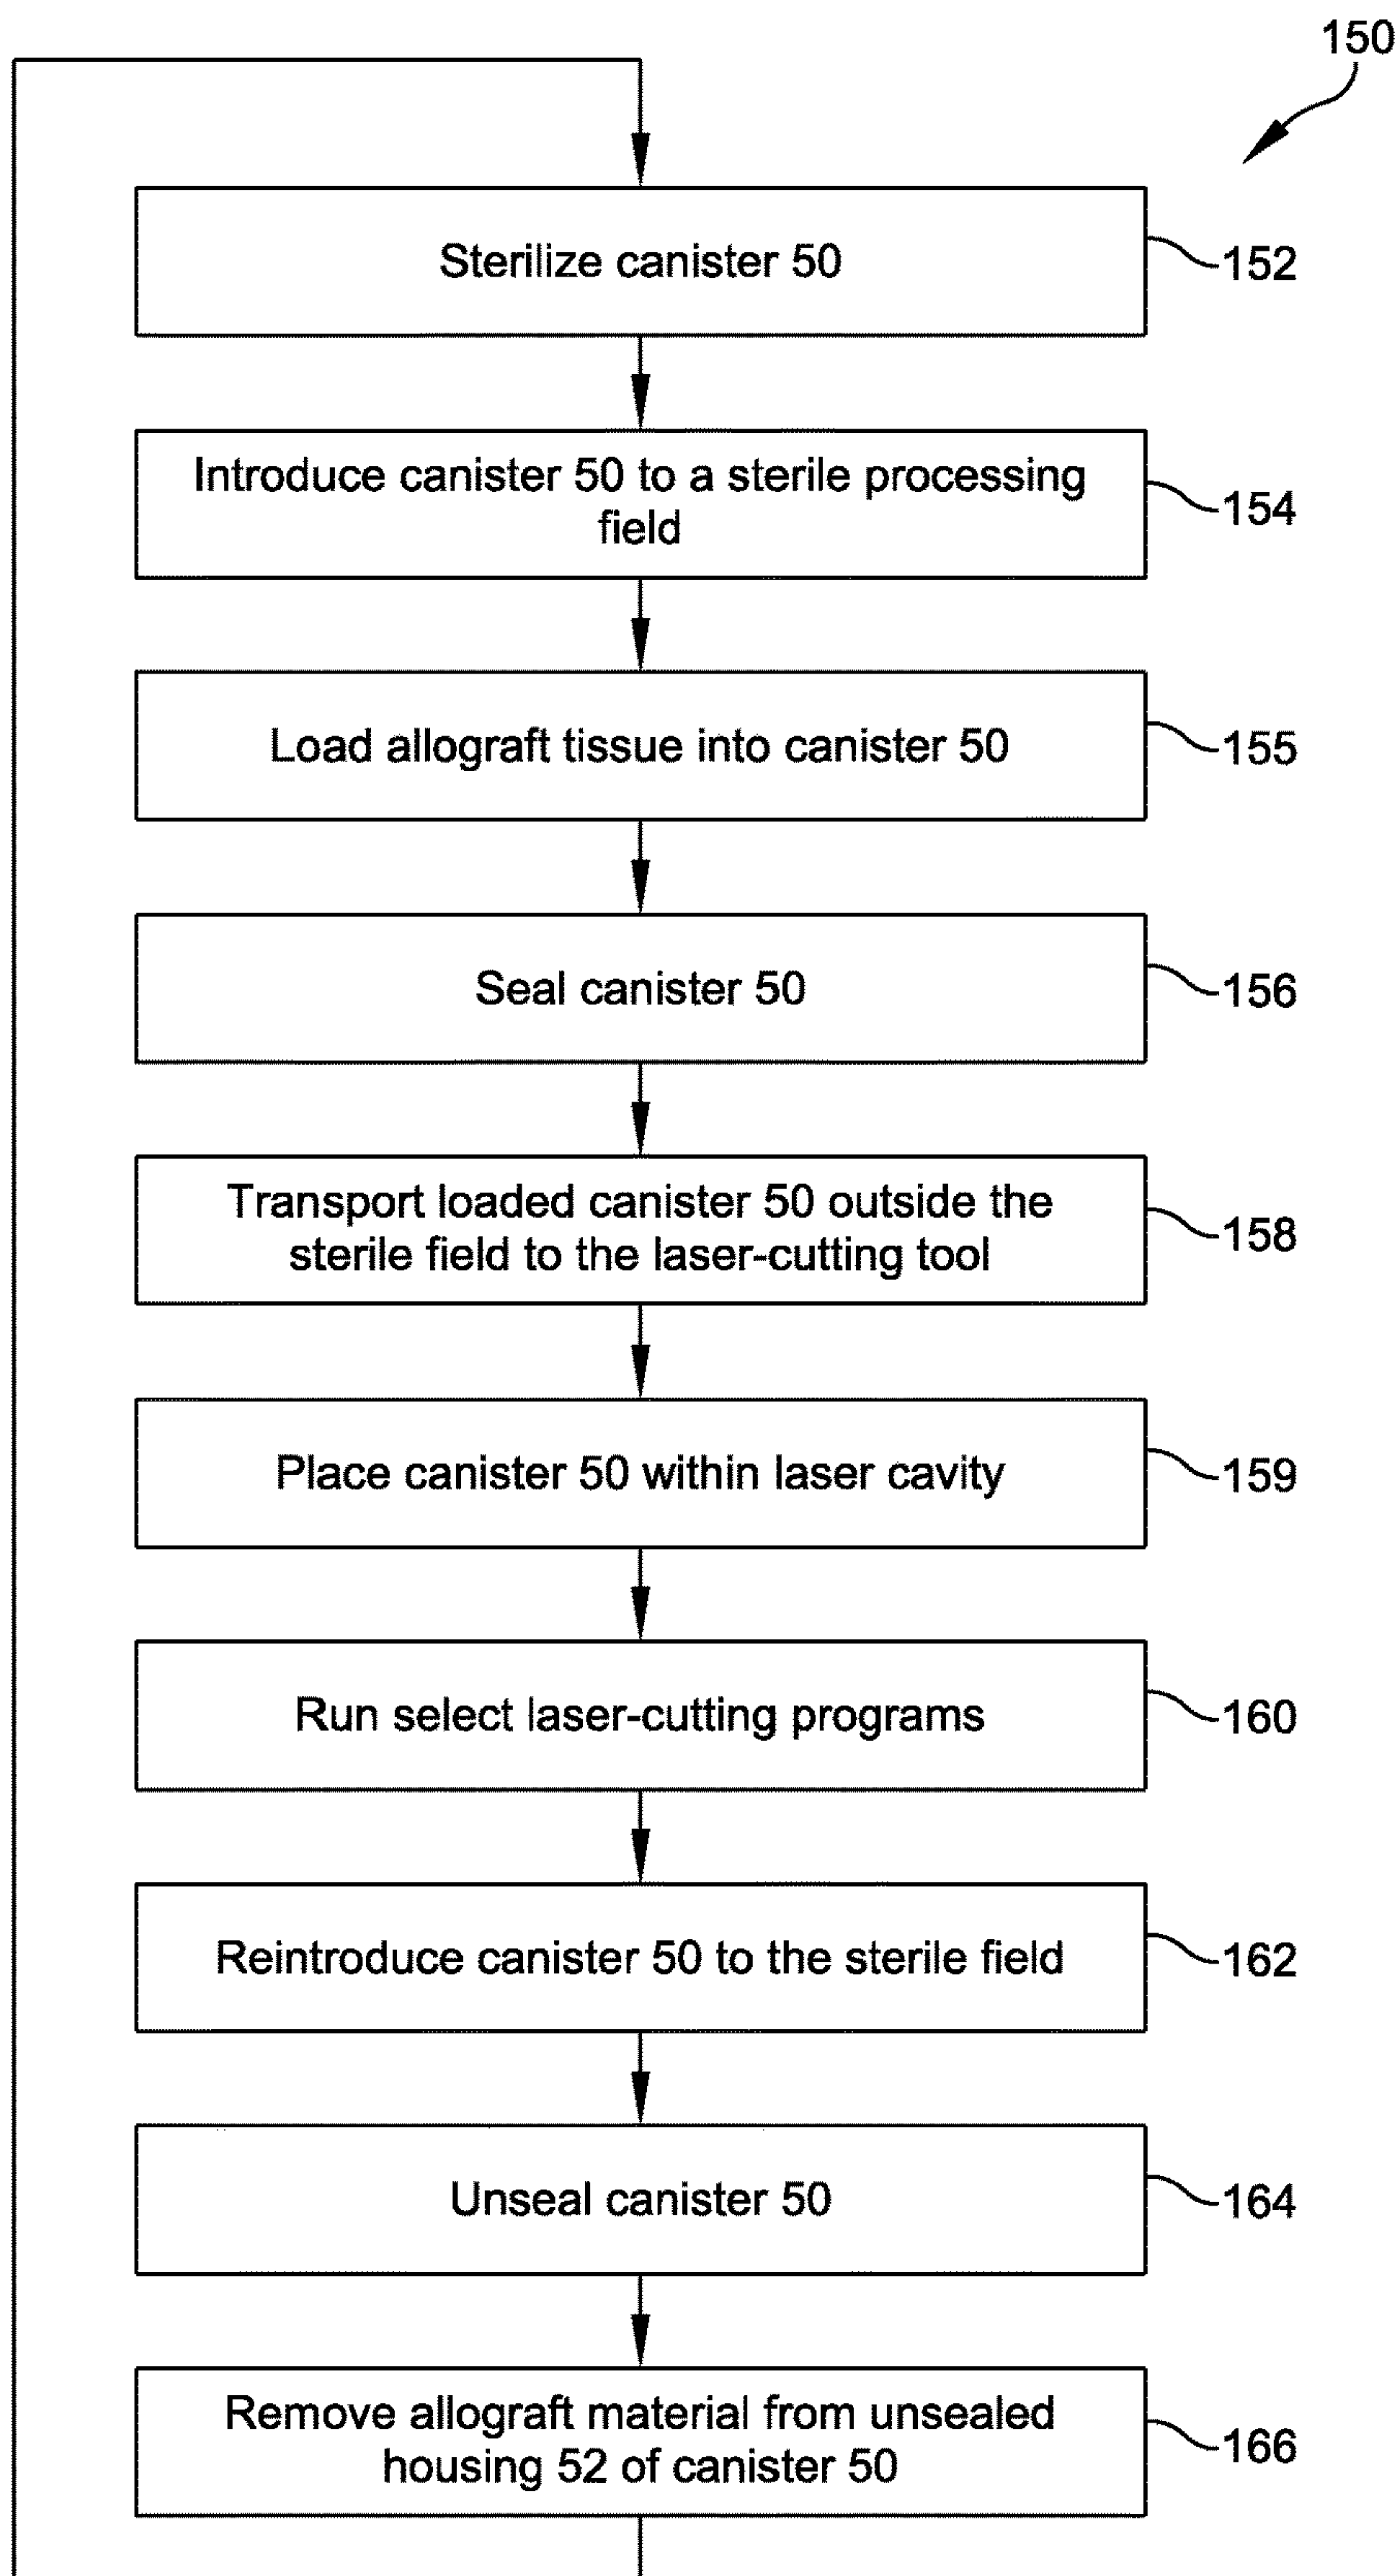 150
Sterilize canister 50
152
Introduce canister 50 to a sterile processing
field
154
Load allograft tissue into canister 50
155
Seal canister 50
156
Transport loaded canister 50 outside the
sterile field to the laser-cutting tool
158
Place canister 50 within laser cavity
159
Run select laser-cutting programs
160
Reintroduce canister 50 to the sterile field
162
Unseal canister 50
164
Remove allograft material from unsealed
housing 52 of canister 50
166